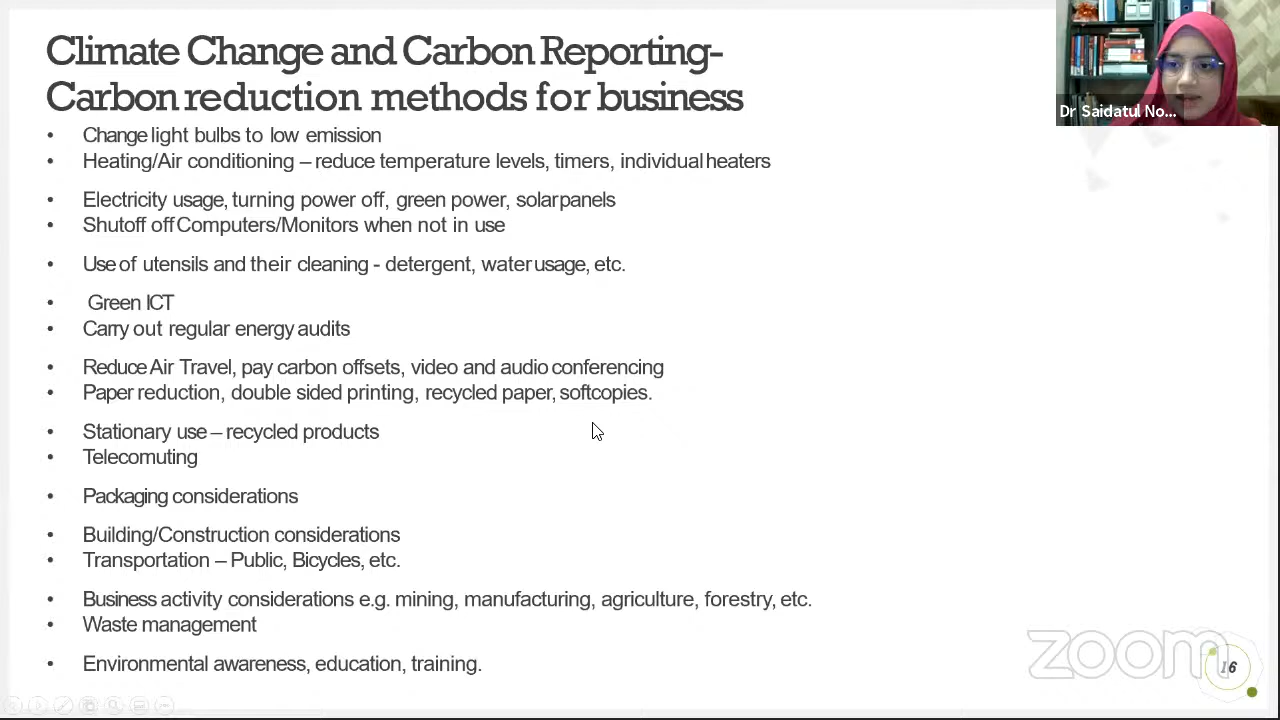 Climate Change and Carbon Reporting-
Carbon reduction methods for business
• Change light bulbs to low emission
• Heating/Air conditioning – reduce temperature levels, timers, individual heaters
• Electricity usage, turning power off, green power, solar panels
• Shutoff off Computers/Monitors when not in use
• Use of utensils and their cleaning - detergent, water usage, etc.
• Green ICT
• Carry out regular energy audits
• Reduce Air Travel, pay carbon offsets, video and audio conferencing
• Paper reduction, double sided printing, recycled paper, softcopies.
• Stationary use – recycled products
• Telecomuting
• Packaging considerations
• Building/Construction considerations
• Transportation – Public, Bicycles, etc.
• Business activity considerations e.g. mining, manufacturing, agriculture, forestry, etc.
• Waste management
• Environmental awareness, education, training.
Dr Saidatul No...
zoom
16